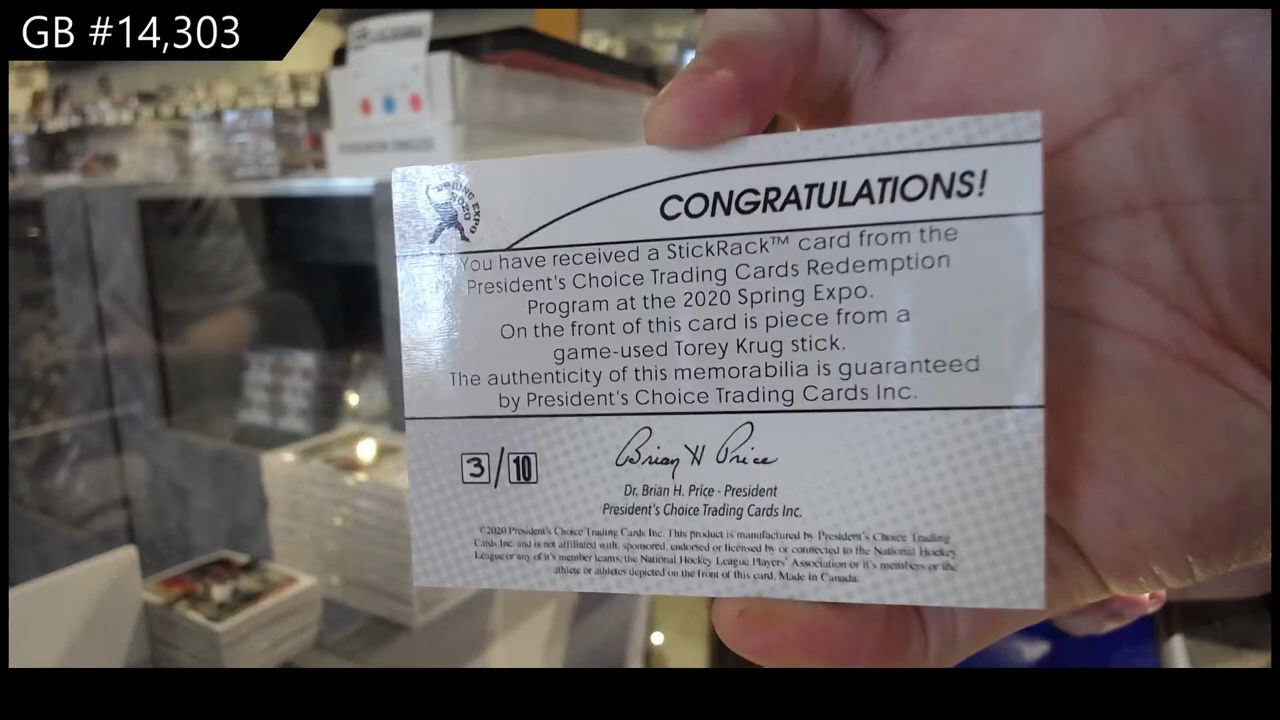 GB #14,303
SPRING EXPO
2020
CONGRATULATIONS!
You have received a StickRack™ card from the
President's Choice Trading Cards Redemption
Program at the 2020 Spring Expo.
On the front of this card is piece from a
game-used Torey Krug stick.
The authenticity of this memorabilia is guaranteed
by President's Choice Trading Cards Inc.
3/10
Brian H Price
Dr. Brian H. Price - President
President's Choice Trading Cards Inc.
©2020 President's Choice Trading Cards Inc. This product is manufactured by President's Choice Trading
Cards Inc. and is not affiliated with, sponsored, endorsed or licensed by or connected to the National Hockey
League or any of it's member teams, the National Hockey League Players' Association or it's members or the
athlete or athletes depicted on the front of this card. Made in Canada.